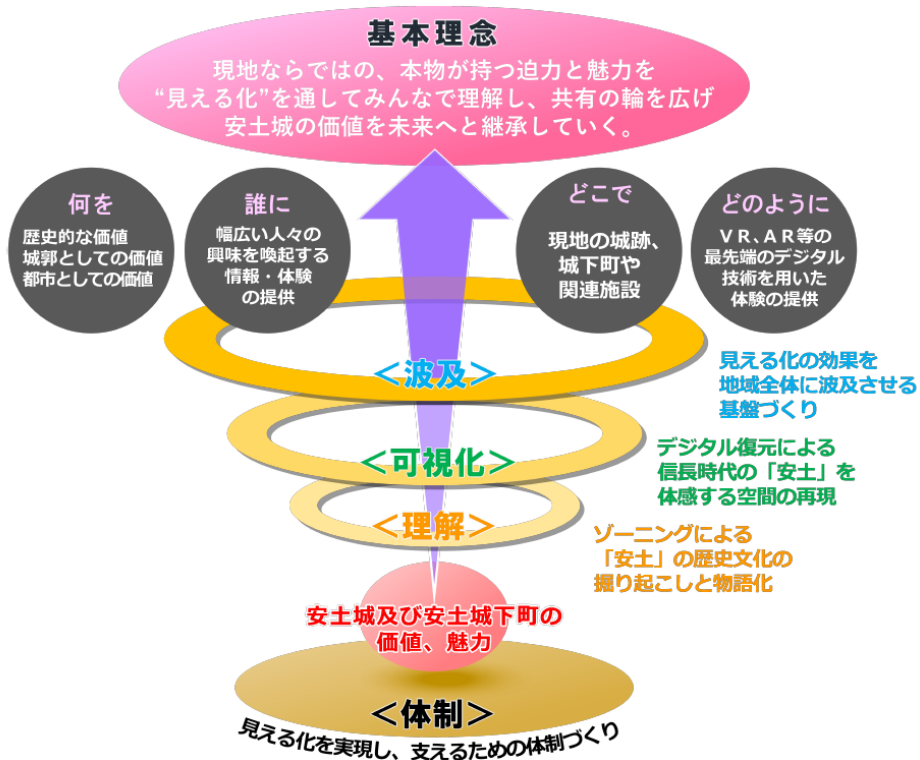 基本理念
現地ならではの、本物が持つ迫力と魅力を
“見える化”を通してみんなで理解し、共有の輪を広げ
安土城の価値を未来へと継承していく。
何を
歴史的な価値
城郭としての価値
都市としての価値
誰に
幅広い人々の
興味を喚起する
情報・体験
の提供
どこで
現地の城跡、
城下町や
関連施設
どのように
ＶＲ、ＡＲ等の
最先端のデジタル
技術を用いた
体験の提供
＜波及＞
見える化の効果を
地域全体に波及させる
基盤づくり
＜可視化＞
デジタル復元による
信長時代の「安土」を
体感する空間の再現
＜理解＞
ゾーニングによる
「安土」の歴史文化の
掘り起こしと物語化
安土城及び安土城下町の
価値、魅力
＜体制＞
見える化を実現し、支えるための体制づくり